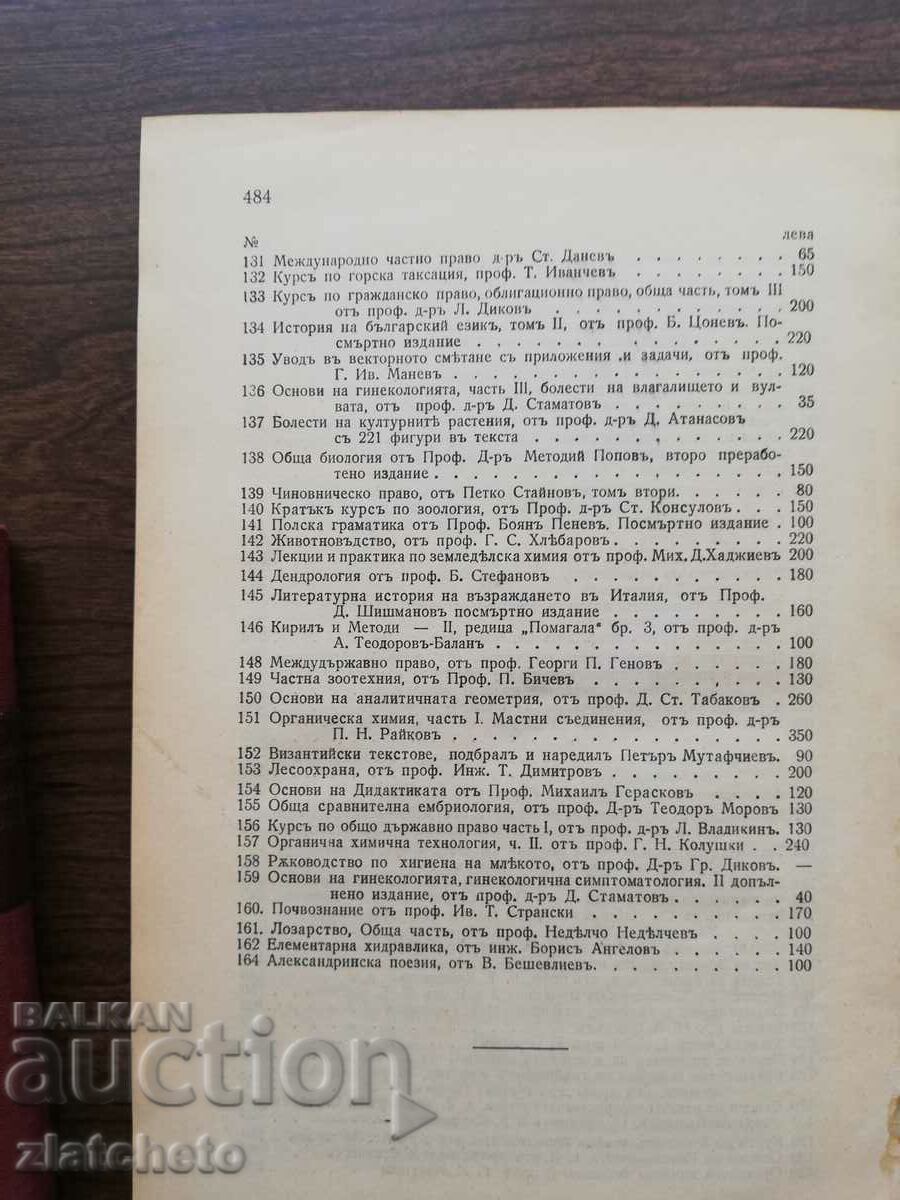 484
№ лева
131 Международно частно право д-ръ Ст. Даневъ . . . . . . . . 65
132 Курсъ по горска таксация, проф. Т. Иванчевъ . . . . . . . 150
133 Курсъ по гражданско право, облигационно право, обща часть, томъ III
отъ проф. д-ръ Л. Диковъ . . . . . . . . . . . 200
134 История на българский езикъ, томъ II, отъ проф. Б. Цоневъ. По-
смъртно издание . . . . . . . . . . . . . . 220
135 Уводъ въ векторното смѣтане съ приложения и задачи, отъ проф.
Г. Ив. Маневъ . . . . . . . . . . . . . . . 120
136 Основи на гинекологията, часть III, болести на влагалището и вул-
вата, отъ проф. д-ръ Д. Стаматовъ . . . . . . . . 35
137 Болести на културнитѣ растения, отъ проф. д-ръ Д. Атанасовъ
съ 221 фигури въ текста . . . . . . . . . . . 220
138 Обща биология отъ Проф. Д-ръ Методий Поповъ, второ прерабо-
тено издание . . . . . . . . . . . . . . . . 150
139 Чиновническо право, отъ Петко Стайновъ, томъ втори. . . . . . 80
140 Кратъкъ курсъ по зоология, отъ Проф. д-ръ Ст. Консуловъ . . . 150
141 Полска граматика отъ Проф. Боянъ Пеневъ. Посмъртно издание . 100
142 Животновъдство, отъ проф. Г. С. Хлѣбаровъ . . . . . . . . 220
143 Лекции и практика по земледѣлска химия отъ проф. Мих. Д. Хаджиевъ 200
144 Дендрология отъ проф. Б. Стефановъ . . . . . . . . . . 180
145 Литературна история на възраждането въ Италия, отъ Проф.
Д. Шишмановъ посмъртно издание . . . . . . . . . 160
146 Кирилъ и Методи — II, редица „Помагала" бр. 3, отъ проф. д-ръ
А. Теодоровъ-Баланъ . . . . . . . . . . . . . 100
148 Междудържавно право, отъ проф. Георги П. Геновъ . . . . . . 180
149 Частна зоотехния, отъ Проф. П. Бичевъ . . . . . . . . . 130
150 Основи на аналитичната геометрия, отъ проф. Д. Ст. Табаковъ . 260
151 Органическа химия, часть I. Мастни съединения, отъ проф. д-ръ
П. Н. Райковъ . . . . . . . . . . . . . . . 350
152 Византийски текстове, подбралъ и наредилъ Петъръ Мутафчиевъ. 90
153 Лесоохрана, отъ проф. Инж. Т. Димитровъ . . . . . . . . . 200
154 Основи на Дидактиката отъ Проф. Михаилъ Герасковъ . . . . 120
155 Обща сравнителна ембриология, отъ проф. Д-ръ Теодоръ Моровъ 130
156 Курсъ по общо държавно право часть I, отъ проф. д-ръ Л. Владикинъ. 130
157 Органична химична технология, ч. II. отъ проф. Г. Н. Колушки . . 240
158 Рѫководство по хигиена на млѣкото, отъ проф. Д-ръ Гр. Диковъ. —
159 Основи на гинекологията, гинекологична симптоматология. II допъл-
нено издание, отъ проф. д-ръ Д. Стаматовъ . . . . . . 40
160. Почвознание отъ проф. Ив. Т. Странски . . . . . . . . . 170
161. Лозарство, Обща часть, отъ проф. Недѣлчо Недѣлчевъ . . . . 100
162 Елементарна хидравлика, отъ инж. Борисъ Ангеловъ . . . . . . 140
164 Александринска поезия, отъ В. Бешевлиевъ. . . . . . . . . . 100
BALKAN
auction
zlatcheto